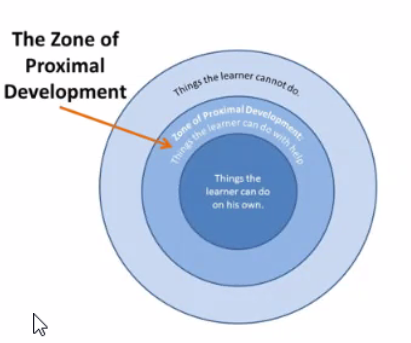 The Zone of
Proximal
Development
Things the learner cannot do.
Zone of Proximal Development.
Things the learner can do with help
Things the
learner can do
on his own.